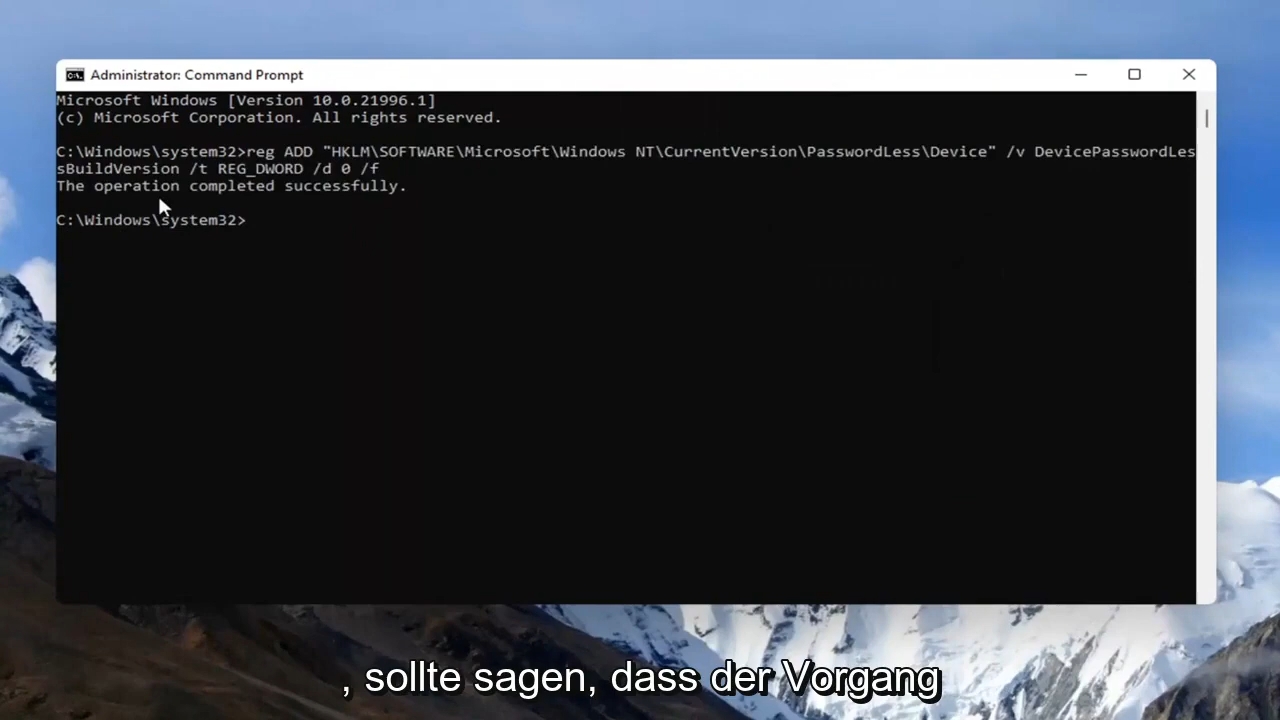 Administrator: Command Prompt
Microsoft Windows [Version 10.0.21996.1]
(c) Microsoft Corporation. All rights reserved.
C:\Windows\system32>reg ADD "HKLM\SOFTWARE\Microsoft\Windows NT\CurrentVersion\PasswordLess\Device" /v DevicePasswordLes
sBuildVersion /t REG_DWORD /d 0 /f
The operation completed successfully.
C:\Windows\system32>
, sollte sagen, dass der Vorgang